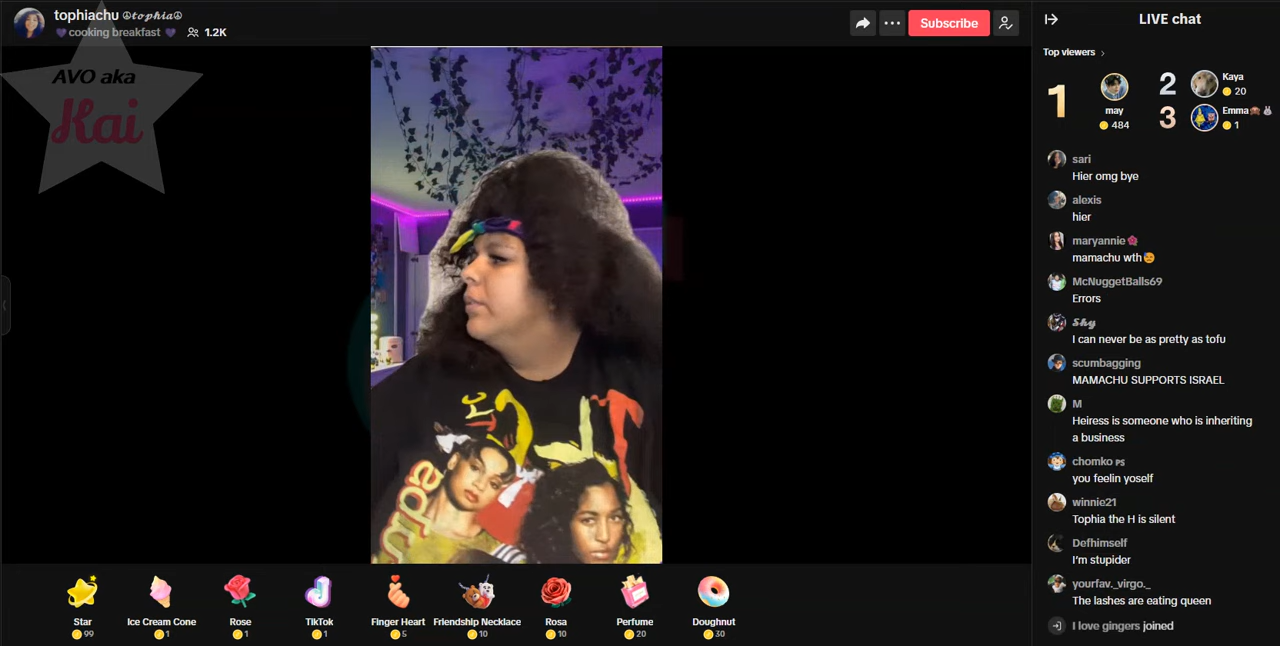 tophiachu ☮𝓽𝓸𝓹𝓱𝓲𝓪☮
💜cooking breakfast 💜 1.2K
Subscribe
AVO aka
Kai
LIVE chat
Top viewers
1
may
484
2
Kaya
20
3
Emma🙈🐰
1
sari
Hier omg bye
alexis
hier
maryannie🌺
mamachu wth🥵
McNuggetBalls69
Errors
𝓢𝓴𝔂
I can never be as pretty as tofu
scumbagging
MAMACHU SUPPORTS ISRAEL
M
Heiress is someone who is inheriting
a business
chomko ᴘꜱ
you feelin yoself
winnie21
Tophia the H is silent
Defhimself
I'm stupider
yourfav._virgo._
The lashes are eating queen
I love gingers joined
Star
99
Ice Cream Cone
1
Rose
1
TikTok
1
Finger Heart
5
Friendship Necklace
10
Rosa
10
Perfume
20
Doughnut
30